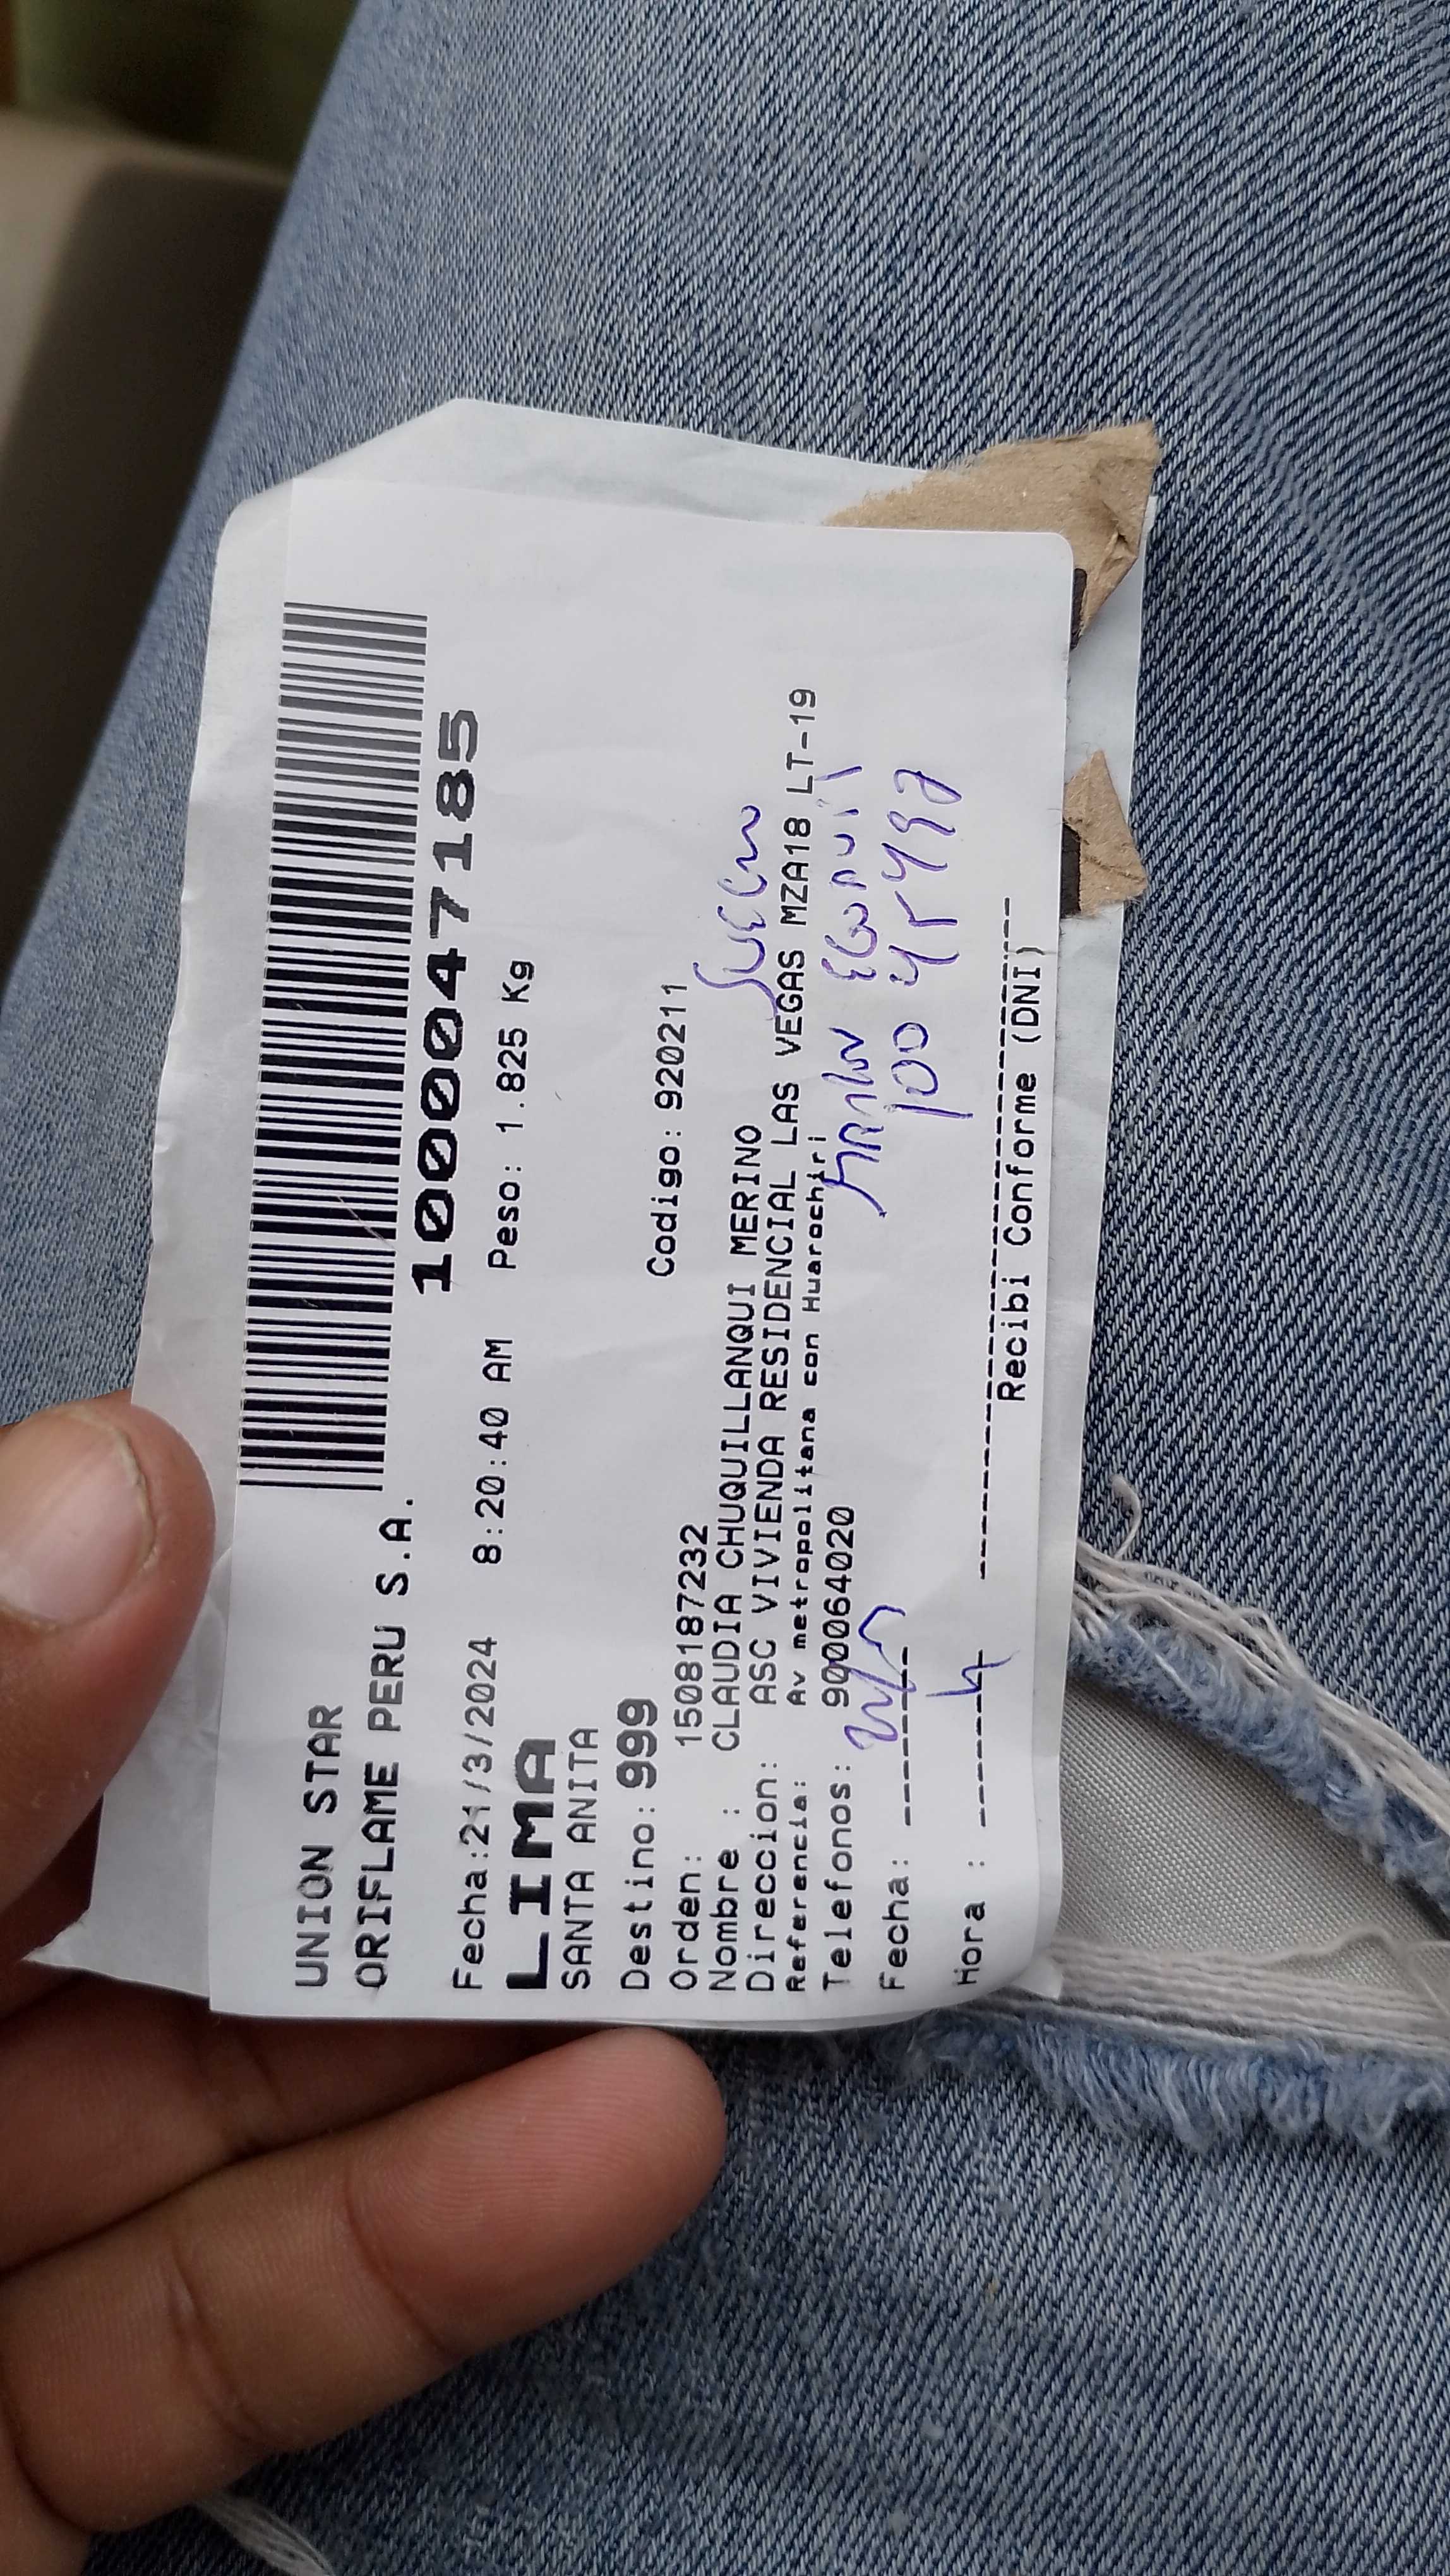 UNION STAR
ORIFLAME PERU S.A.
1000047185
Fecha:21/3/2024 8:20:40 AM Peso: 1.825 Kg
LIMA
SANTA ANITA
Destino: 999 Codigo: 920211
Orden: 1508187232
Nombre : CLAUDIA CHUQUILLANQUI MERINO
Direccion: ASC VIVIENDA RESIDENCIAL LAS VEGAS MZA18 LT-19
Referencia: Av metropolitana con Huarochiri
Telefonos: 900064020
Fecha:
Hora :
Recibi Conforme (DNI)